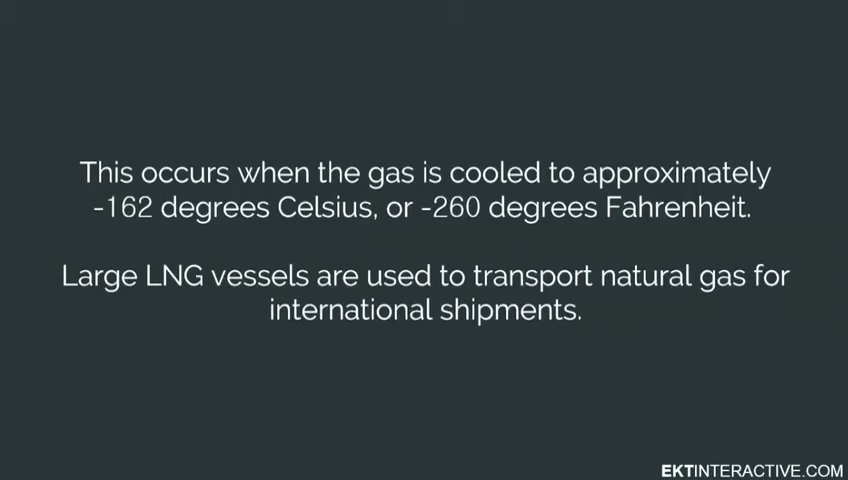 This occurs when the gas is cooled to approximately
-162 degrees Celsius, or -260 degrees Fahrenheit.
Large LNG vessels are used to transport natural gas for
international shipments.
EKTINTERACTIVE.COM